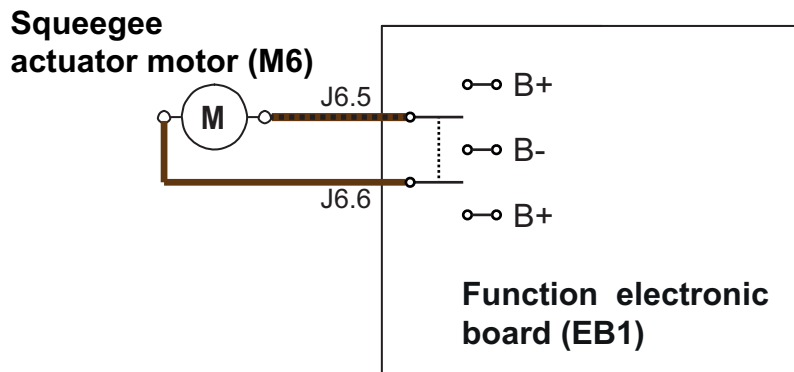 Squeegee
actuator motor (M6)
B+
J6.5
M
B-
J6.6
B+
Function electronic
board (EB1)